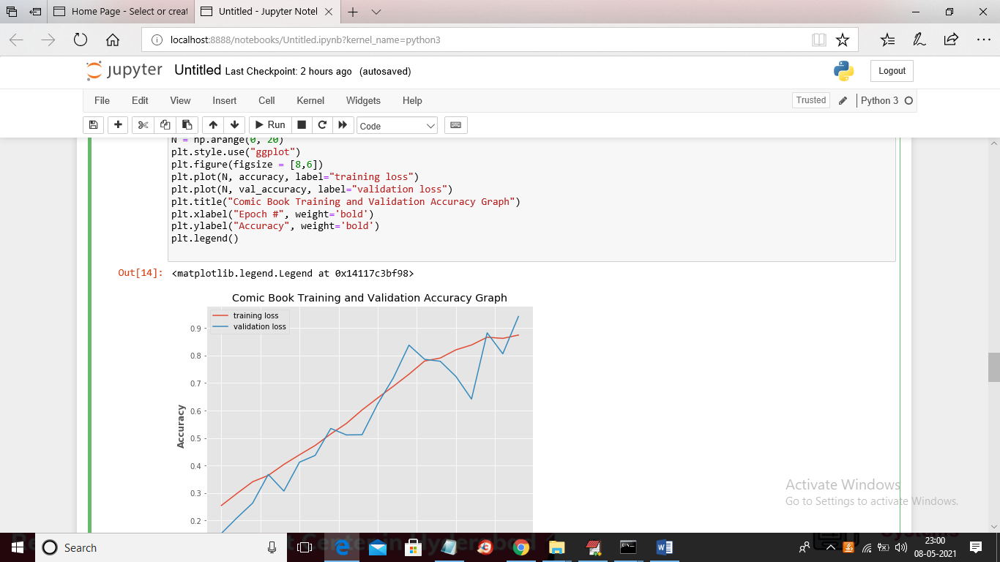 Home Page - Select or creat
Untitled - Jupyter Notel
localhost:8888/notebooks/Untitled.ipynb?kernel_name=python3
jupyter Untitled Last Checkpoint: 2 hours ago (autosaved)
Logout
File Edit View Insert Cell Kernel Widgets Help
Trusted
Python 3
Run
Code
N = np.arange(0, 20)
plt.style.use("ggplot")
plt.figure(figsize = [8,6])
plt.plot(N, accuracy, label="training loss")
plt.plot(N, val_accuracy, label="validation loss")
plt.title("Comic Book Training and Validation Accuracy Graph")
plt.xlabel("Epoch #", weight='bold')
plt.ylabel("Accuracy", weight='bold')
plt.legend()
Out[14]: <matplotlib.legend.Legend at 0x14117c3bf98>
Comic Book Training and Validation Accuracy Graph
training loss
validation loss
0.9
0.8
0.7
0.6
0.5
0.4
0.3
0.2
Accuracy
Activate Windows
Go to Settings to activate Windows.
Search
23:00
08-05-2021